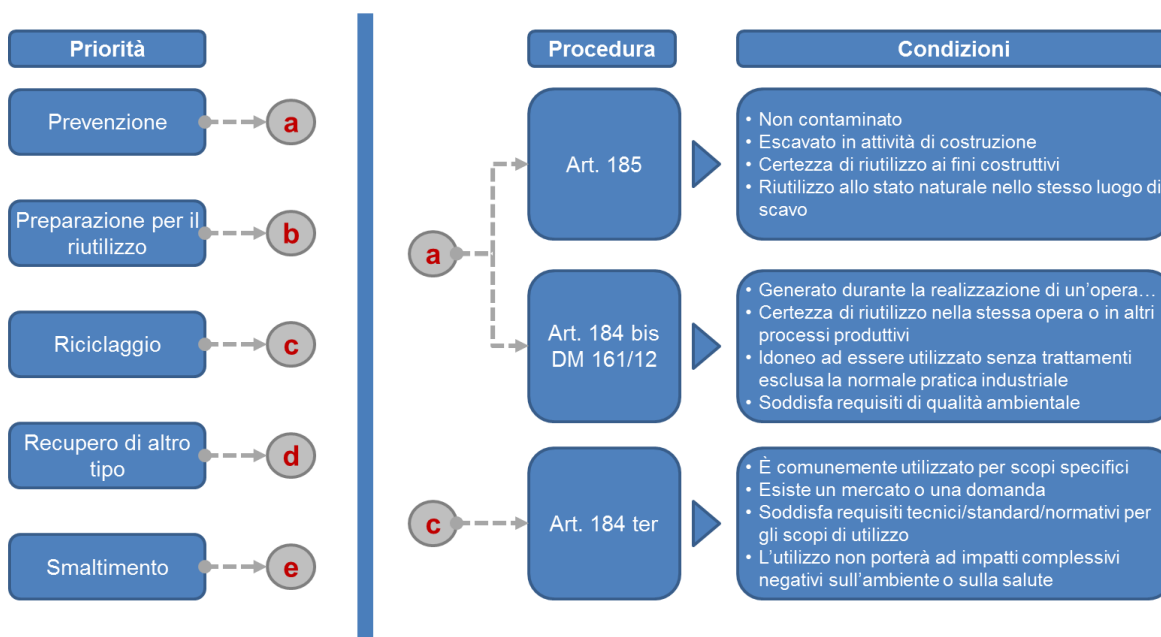 Priorità
Prevenzione
a
Preparazione per il
riutilizzo
b
Riciclaggio
c
Recupero di altro
tipo
d
Smaltimento
e
Procedura
Condizioni
a
Art. 185
• Non contaminato
• Escavato in attività di costruzione
• Certezza di riutilizzo ai fini costruttivi
• Riutilizzo allo stato naturale nello stesso luogo di
scavo
Art. 184 bis
DM 161/12
• Generato durante la realizzazione di un’opera…
• Certezza di riutilizzo nella stessa opera o in altri
processi produttivi
• Idoneo ad essere utilizzato senza trattamenti
esclusa la normale pratica industriale
• Soddisfa requisiti di qualità ambientale
c
Art. 184 ter
• È comunemente utilizzato per scopi specifici
• Esiste un mercato o una domanda
• Soddisfa requisiti tecnici/standard/normativi per
gli scopi di utilizzo
• L’utilizzo non porterà ad impatti complessivi
negativi sull’ambiente o sulla salute